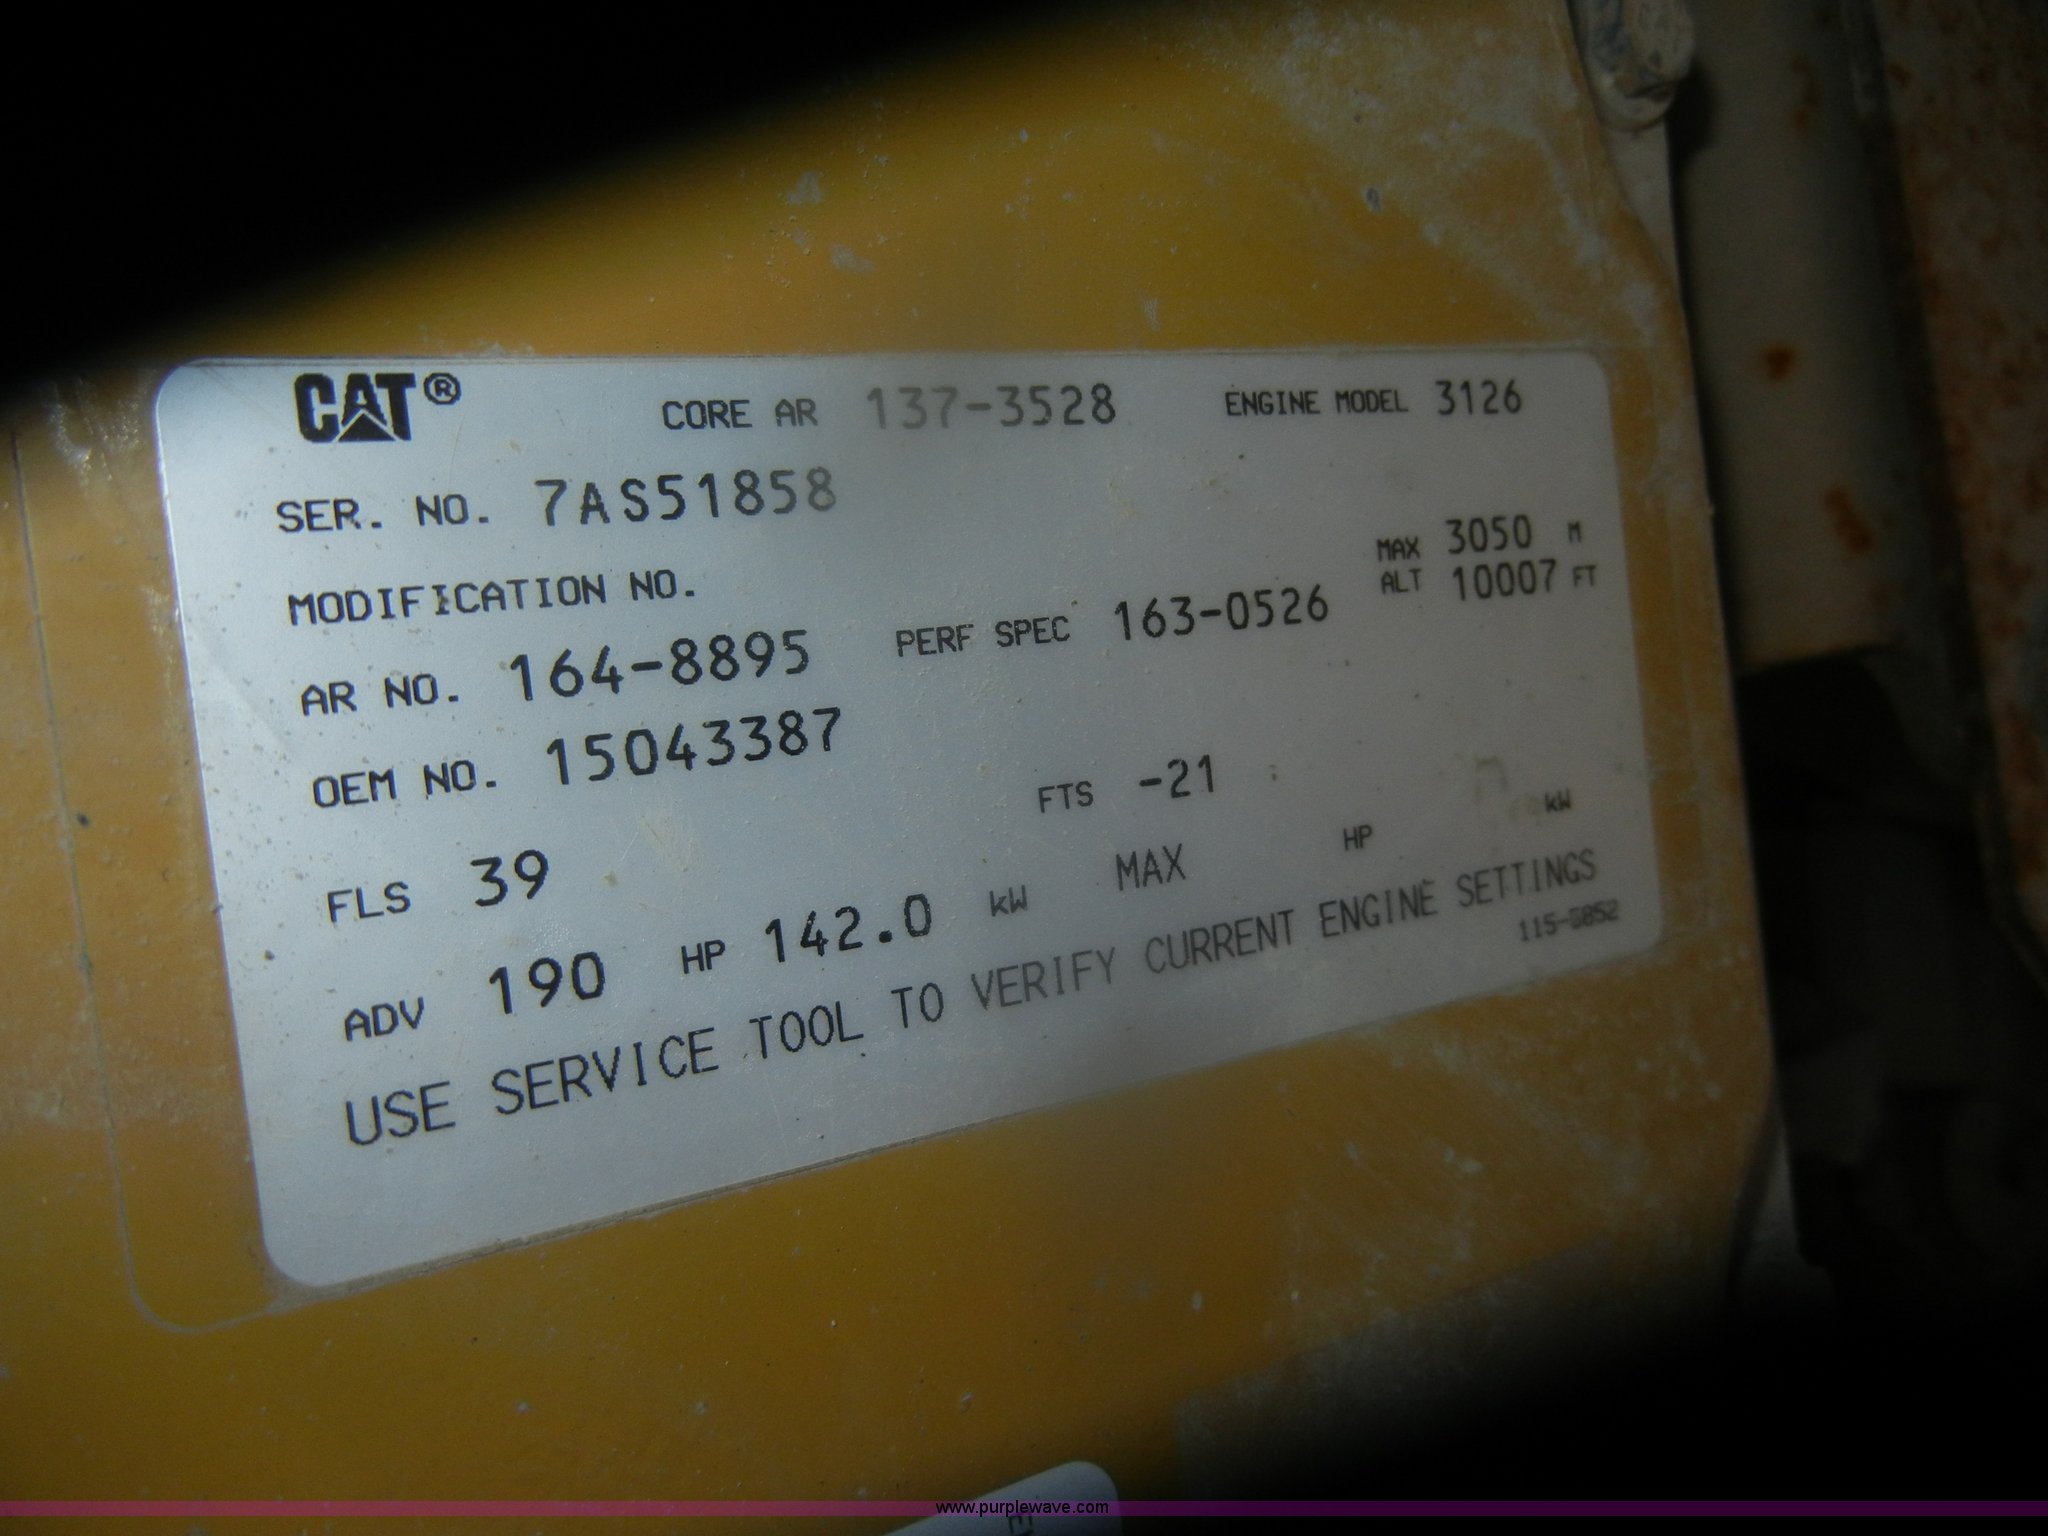 CAT® CORE AR 137-3528 ENGINE MODEL 3126
SER. NO. 7AS51858
MODIFICATION NO.
MAX ALT 3050 M 10007 FT
AR NO. 164-8895 PERF SPEC 163-0526
OEM NO. 15043387
FLS 39 FTS -21
ADV 190 HP 142.0 kW MAX HP kW
USE SERVICE TOOL TO VERIFY CURRENT ENGINE SETTINGS
www.purplewave.com